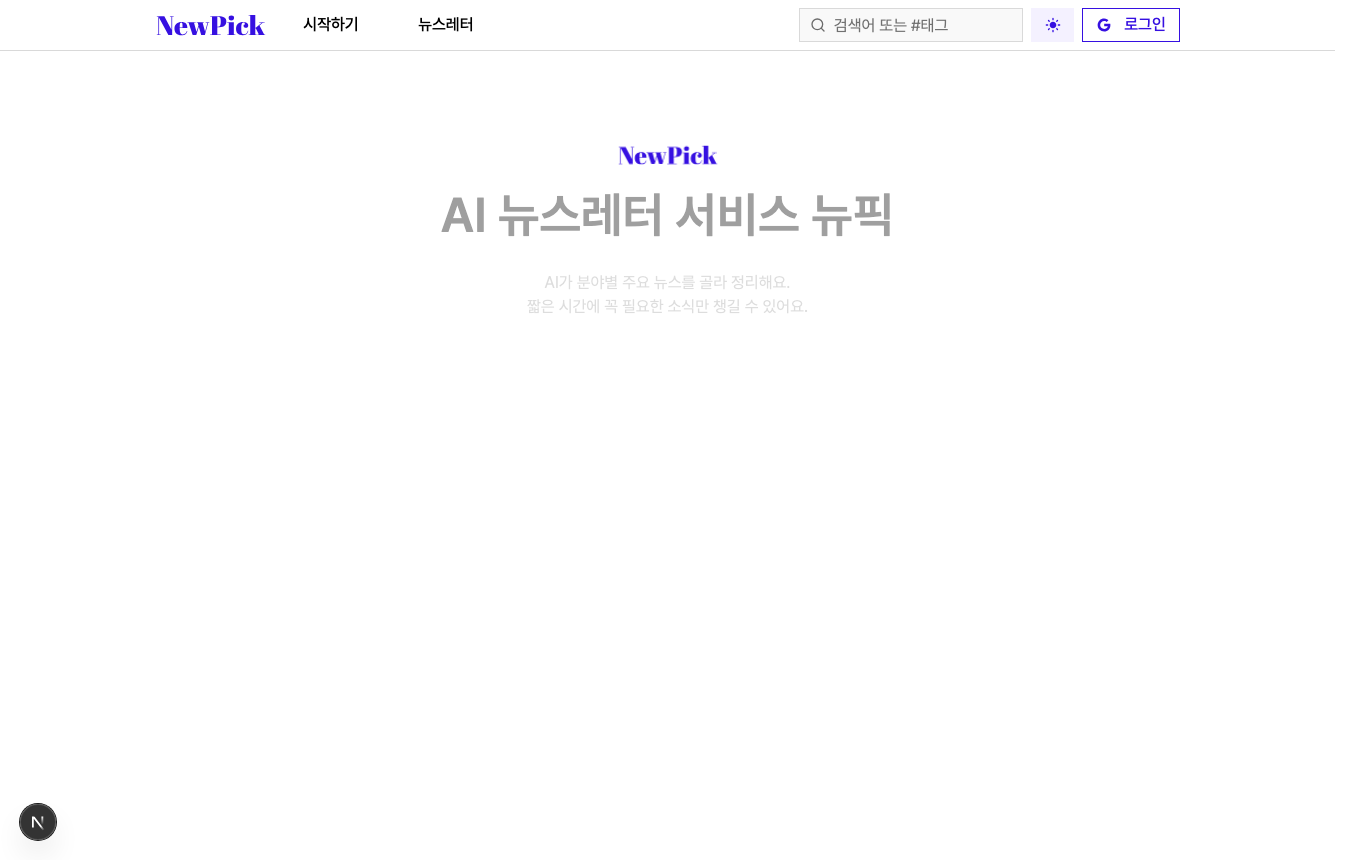 NewPick
시작하기
뉴스레터
검색어 또는 #태그
로그인
NewPick
AI 뉴스레터 서비스 뉴픽
AI가 분야별 주요 뉴스를 골라 정리해요.
짧은 시간에 꼭 필요한 소식만 챙길 수 있어요.
N